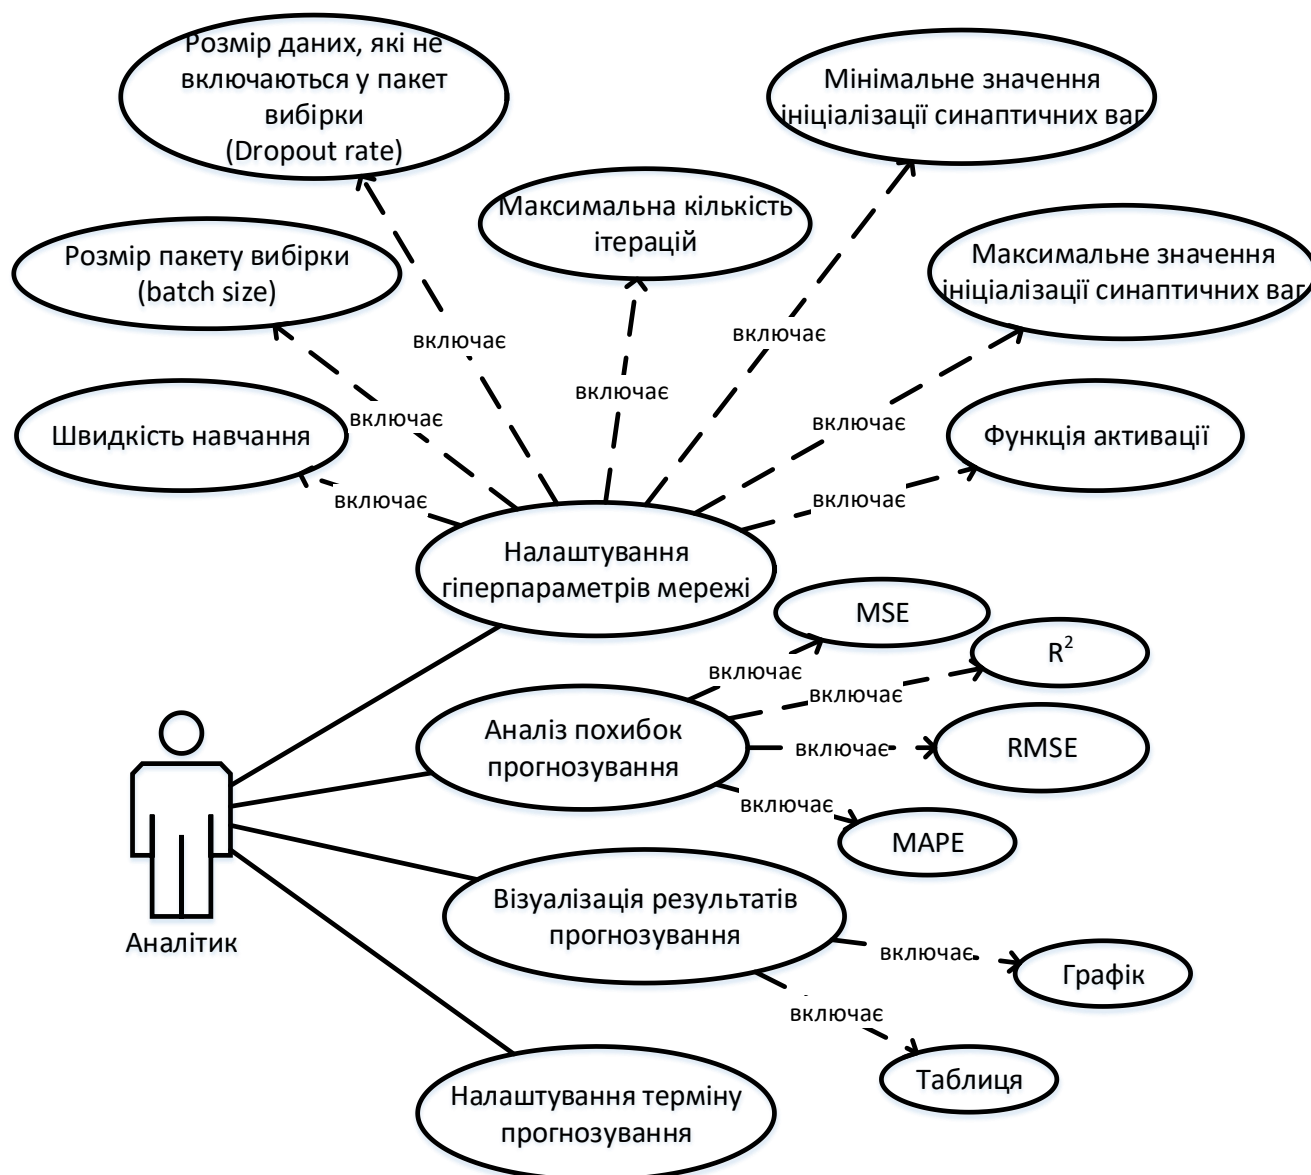 Розмір даних, які не
включаються у пакет
вибірки
(Dropout rate)
Мінімальне значення
ініціалізації синаптичних ваг
Максимальна кількість
ітерацій
Розмір пакету вибірки
(batch size)
Максимальне значення
ініціалізації синаптичних ваг
включає
включає
включає
включає
включає
Швидкість навчання
Функція активації
включає
включає
Налаштування
гіперпараметрів мережі
MSE
R²
включає
включає
Аналіз похибок
прогнозування
включає
RMSE
включає
MAPE
Візуалізація результатів
прогнозування
Аналітик
включає
Графік
включає
Таблиця
Налаштування терміну
прогнозування